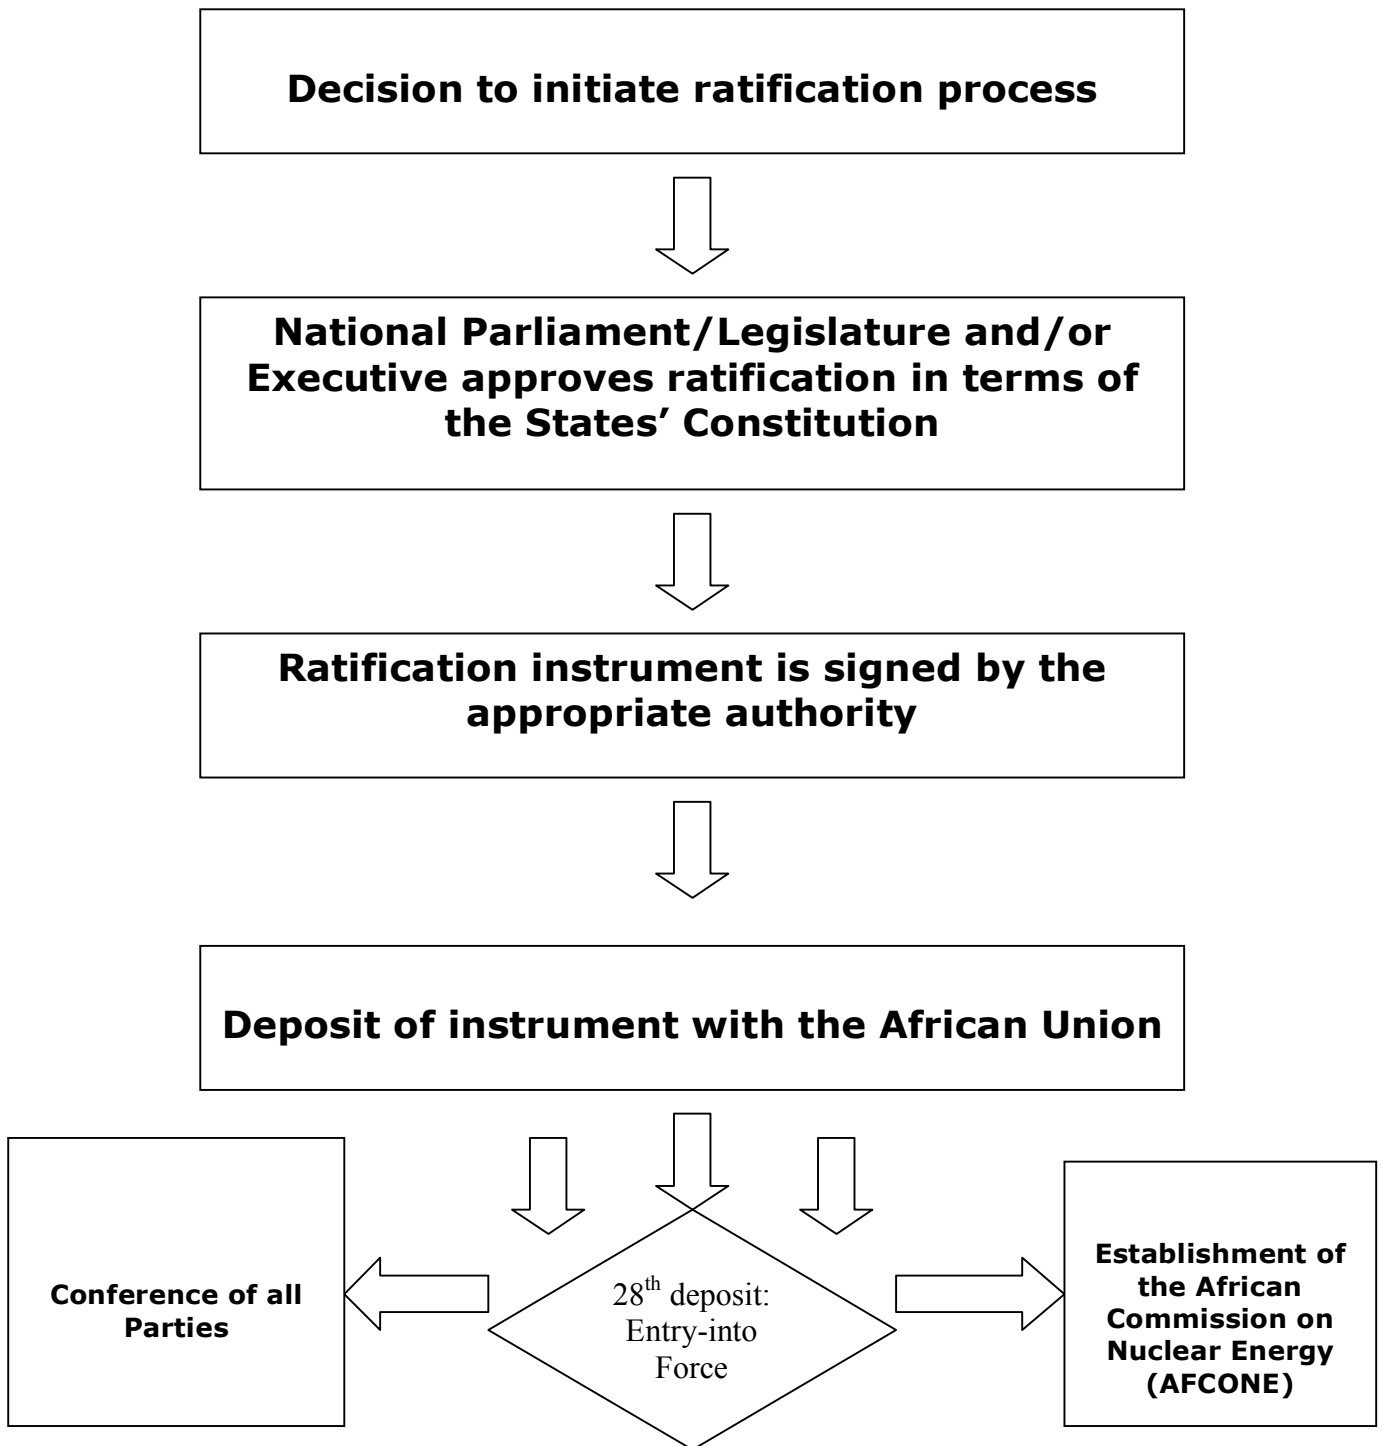 Decision to initiate ratification process
National Parliament/Legislature and/or
Executive approves ratification in terms of
the States’ Constitution
Ratification instrument is signed by the
appropriate authority
Deposit of instrument with the African Union
Conference of all
Parties
28th deposit:
Entry-into
Force
Establishment of
the African
Commission on
Nuclear Energy
(AFCONE)